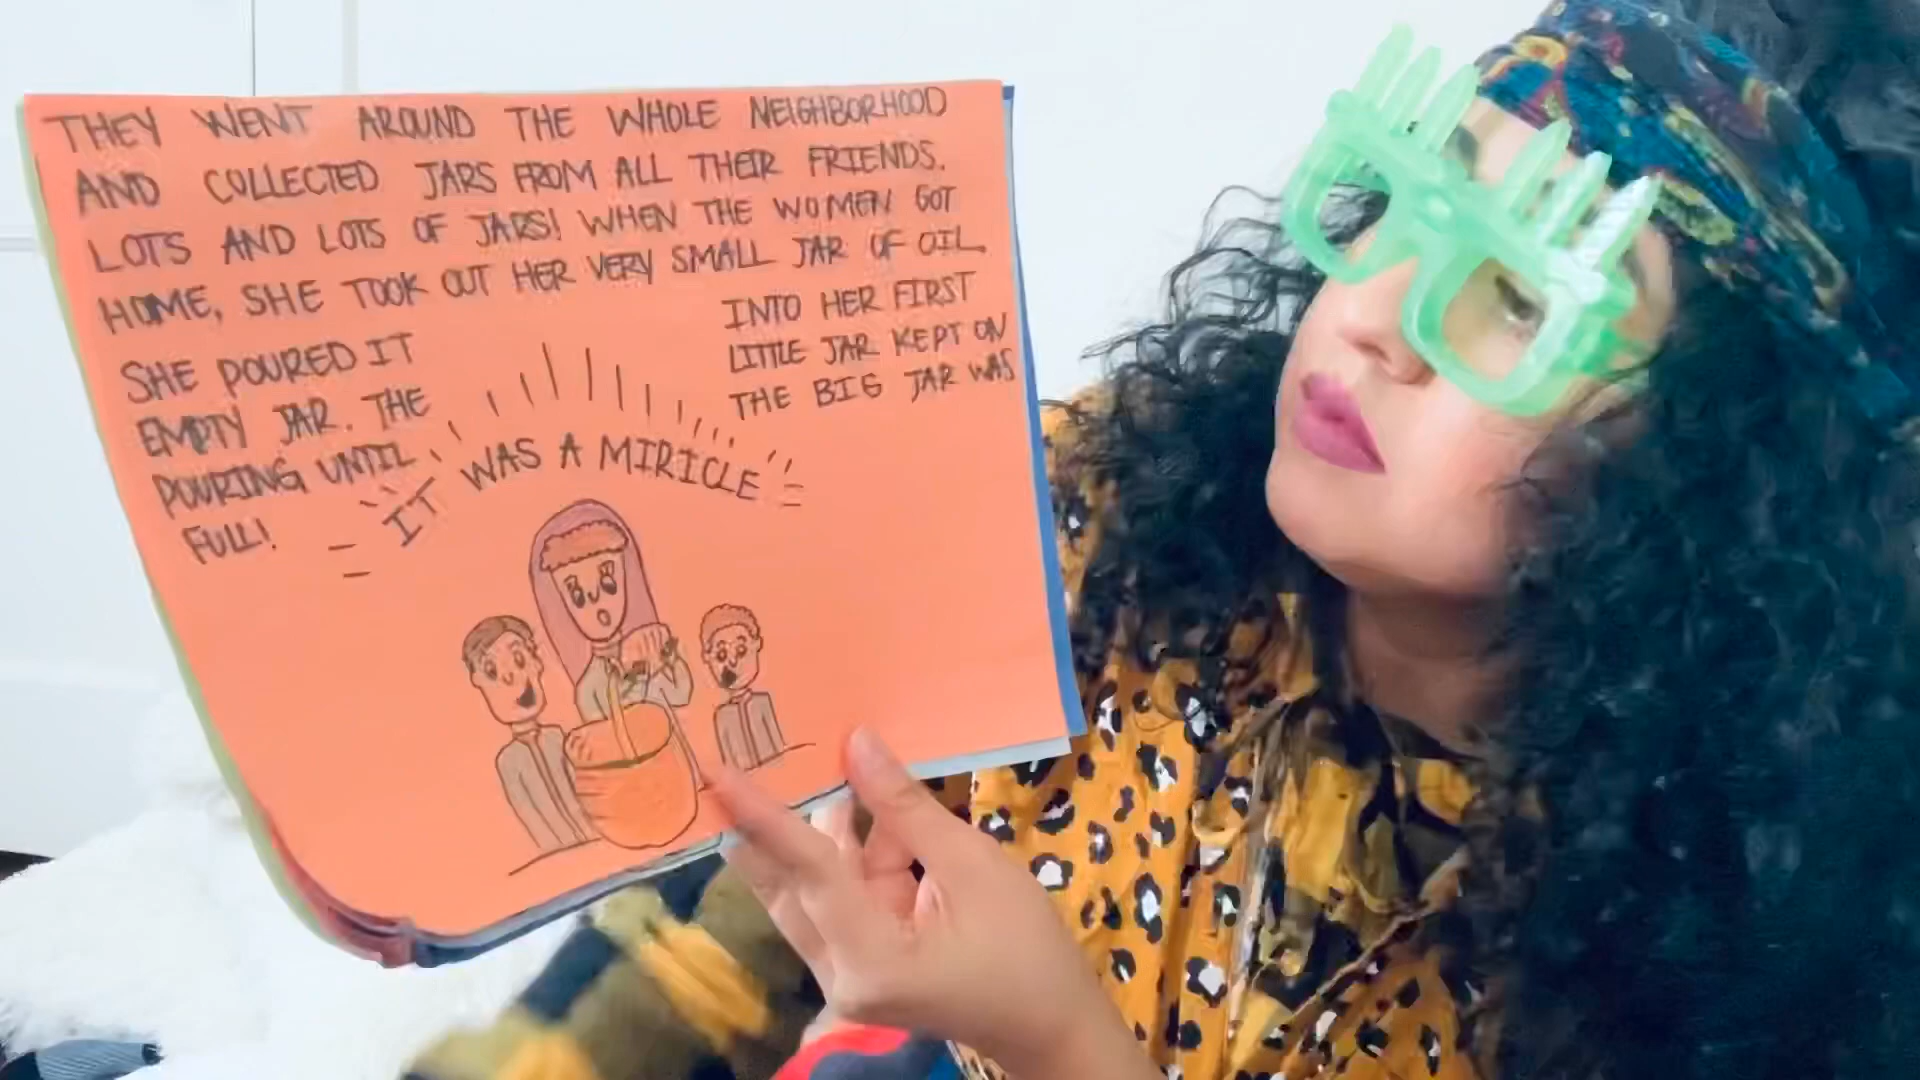 THEY WENT AROUND THE WHOLE NEIGHBORHOOD
AND COLLECTED JARS FROM ALL THEIR FRIENDS.
LOTS AND LOTS OF JARS! WHEN THE WOMEN GOT
HOME, SHE TOOK OUT HER VERY SMALL JAR OF OIL
SHE POURED IT INTO HER FIRST
EMPTY JAR. THE LITTLE JAR KEPT ON
POURING UNTIL THE BIG JAR WAS
FULL!
IT WAS A MIRICLE